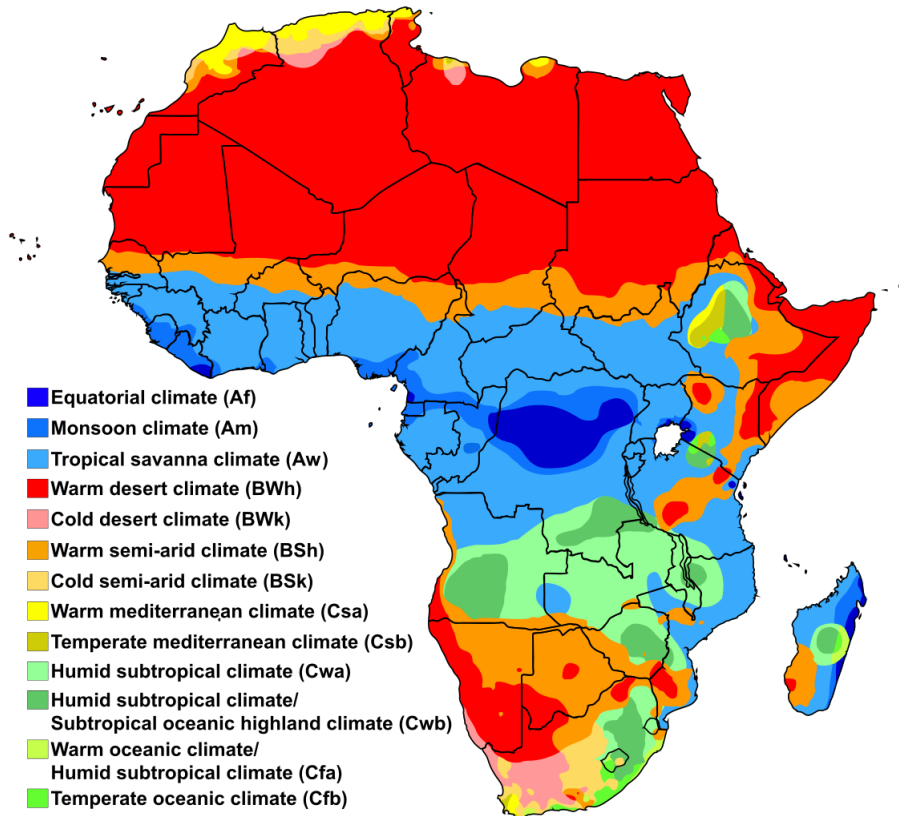 Equatorial climate (Af)
Monsoon climate (Am)
Tropical savanna climate (Aw)
Warm desert climate (BWh)
Cold desert climate (BWk)
Warm semi-arid climate (BSh)
Cold semi-arid climate (BSk)
Warm mediterranean climate (Csa)
Temperate mediterranean climate (Csb)
Humid subtropical climate (Cwa)
Humid subtropical climate/
Subtropical oceanic highland climate (Cwb)
Warm oceanic climate/
Humid subtropical climate (Cfa)
Temperate oceanic climate (Cfb)